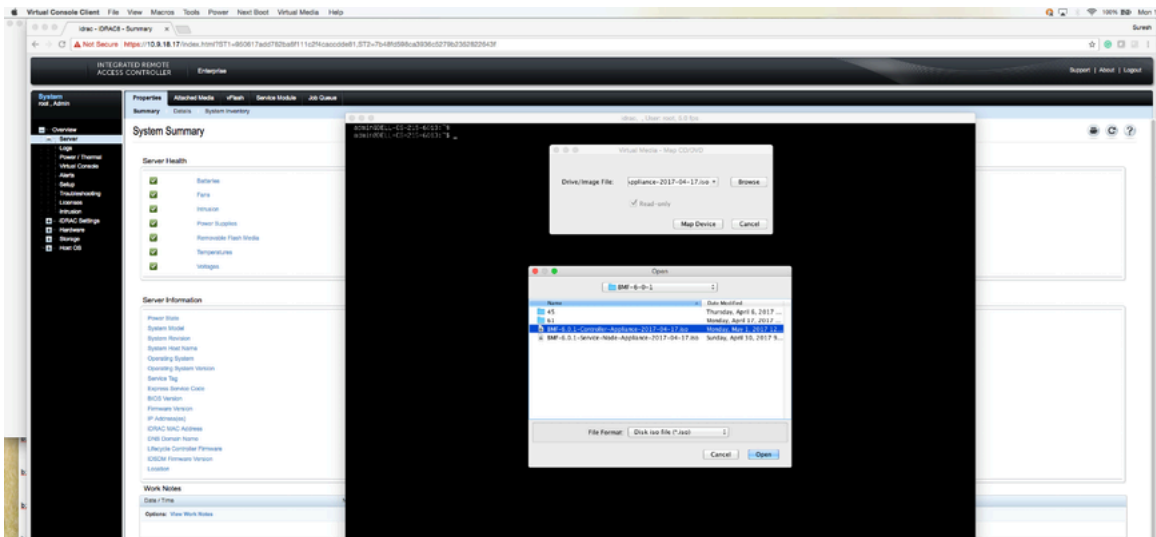 Virtual Console Client File View Macros Tools Power Next Boot Virtual Media Help
100%
Mon
iDRAC8 - Summary
Suresh
Not Secure
INTEGRATED REMOTE
ACCESS CONTROLLER
Enterprise
Support | About | Logout
System
root , Admin
Properties Attached Media vFlash Service Module Job Queue
Summary Details System Inventory
Overview
Server
Logs
Power / Thermal
Virtual Console
Alerts
Setup
Troubleshooting
Licenses
Intrusion
iDRAC Settings
Hardware
Storage
Host OS
System Summary
Server Health
Batteries
Fans
Intrusion
Power Supplies
Removable Flash Media
Temperatures
Voltages
Server Information
Power State
System Model
System Revision
System Host Name
Operating System
Operating System Version
Service Tag
Express Service Code
BIOS Version
Firmware Version
IP Address(es)
iDRAC MAC Address
DNS Domain Name
Lifecycle Controller Firmware
IDSDM Firmware Version
Location
Work Notes
Date / Time
Options: View Work Notes
Virtual Media - Map CD/DVD
Drive/Image File: appliance-2017-04-17.iso Browse
Read-only
Map Device Cancel
Open
BMF-6-0-1
Name Date Modified
45 Thursday, April 6, 2017 ...
61 Monday, April 17, 2017 ...
BMF-6.0.1-Controller-Appliance-2017-04-17.iso Monday, May 1, 2017 12...
BMF-6.0.1-Service-Node-Appliance-2017-04-17.iso Sunday, April 30, 2017 9...
File Format: Disk iso file (*.iso)
Cancel Open